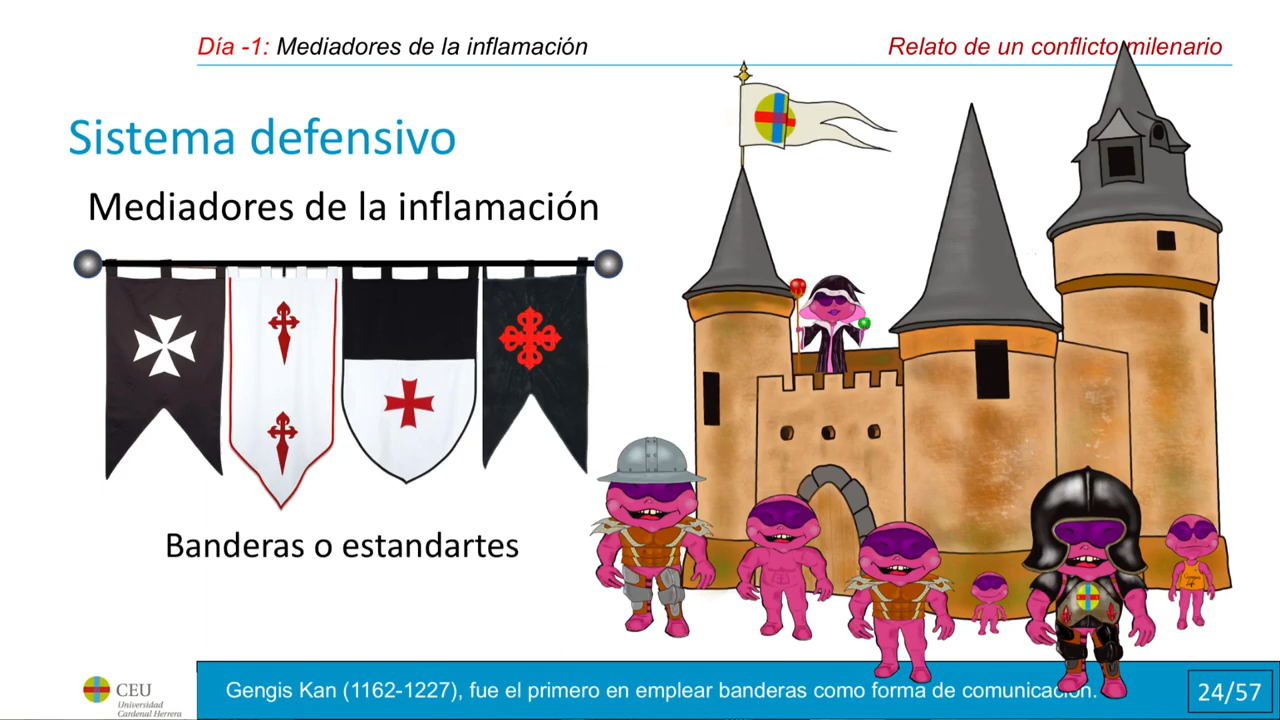 Día -1: Mediadores de la inflamación
Relato de un conflicto milenario
Sistema defensivo
Mediadores de la inflamación
Banderas o estandartes
CEU
Universidad
Cardenal Herrera
Gengis Kan (1162-1227), fue el primero en emplear banderas como forma de comunicación.
24/57